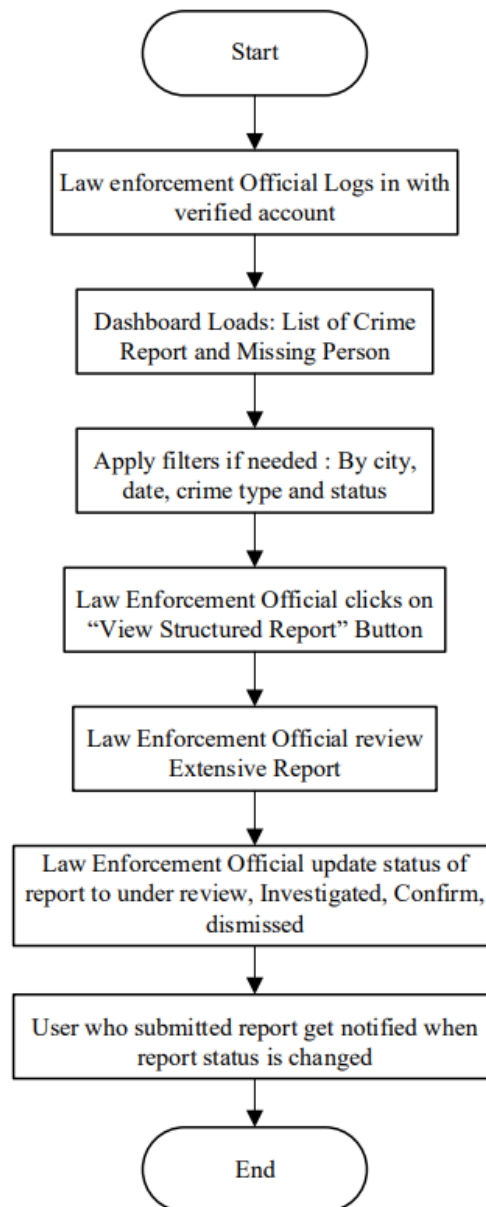 Start
Law enforcement Official Logs in with
verified account
Dashboard Loads: List of Crime
Report and Missing Person
Apply filters if needed : By city,
date, crime type and status
Law Enforcement Official clicks on
“View Structured Report” Button
Law Enforcement Official review
Extensive Report
Law Enforcement Official update status of
report to under review, Investigated, Confirm,
dismissed
User who submitted report get notified when
report status is changed
End